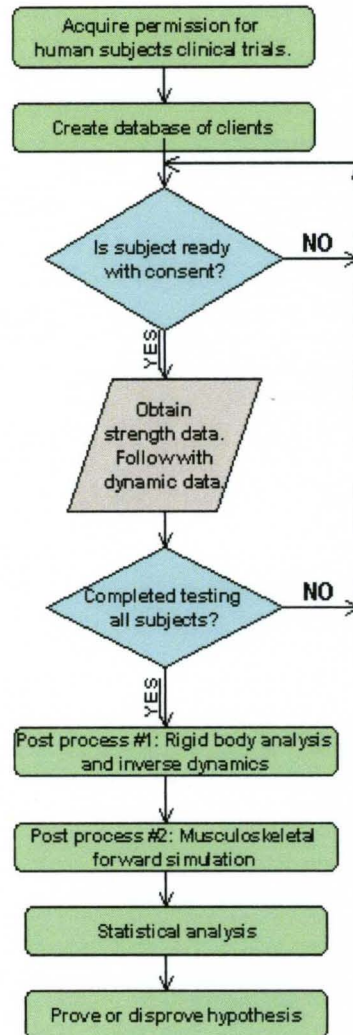 Acquire permission for
human subjects clinical trials.
Create database of clients
Is subject ready
with consent?
NO
YES
Obtain
strength data.
Follow with
dynamic data.
Completed testing
all subjects?
NO
YES
Post process #1: Rigid body analysis
and inverse dynamics
Post process #2: Musculoskeletal
forward simulation
Statistical analysis
Prove or disprove hypothesis